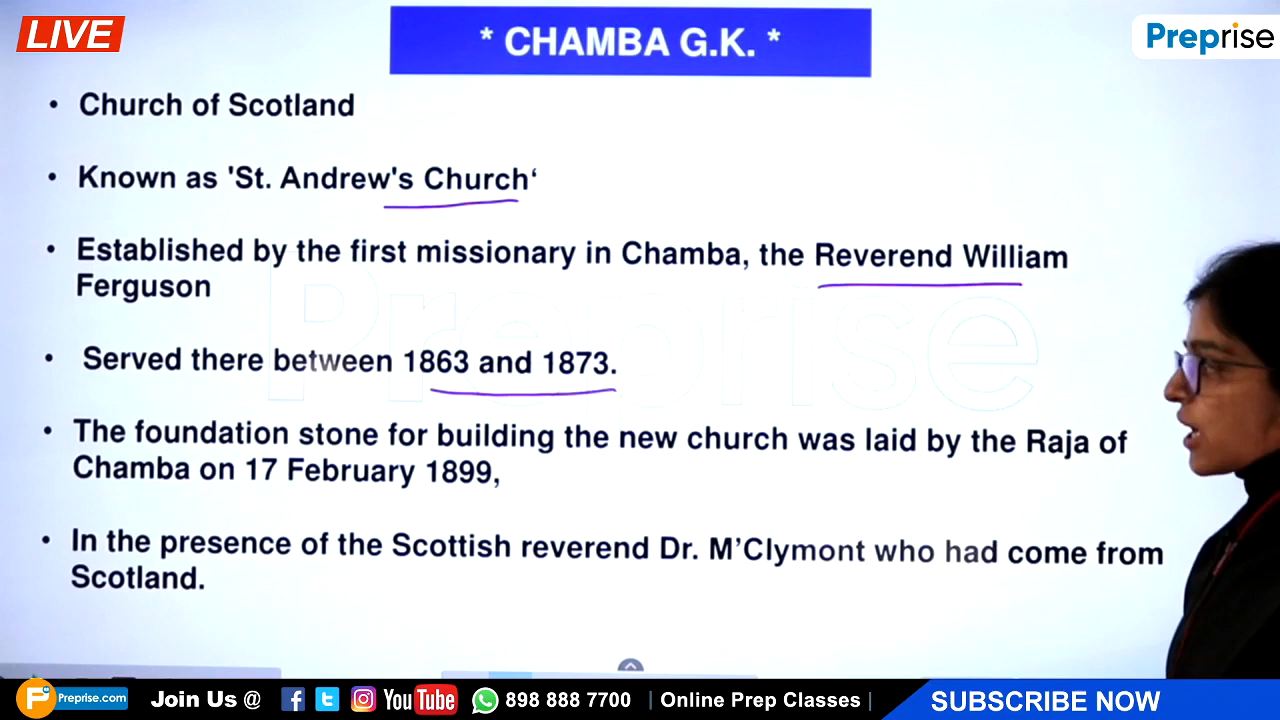 LIVE
* CHAMBA G.K. *
Preprise
• Church of Scotland
• Known as 'St. Andrew's Church‘
• Established by the first missionary in Chamba, the Reverend William
Ferguson
Preprise
• Served there between 1863 and 1873.
• The foundation stone for building the new church was laid by the Raja of
Chamba on 17 February 1899,
• In the presence of the Scottish reverend Dr. M’Clymont who had come from
Scotland.
Preprise.com Join Us @ YouTube 898 888 7700 | Online Prep Classes | SUBSCRIBE NOW